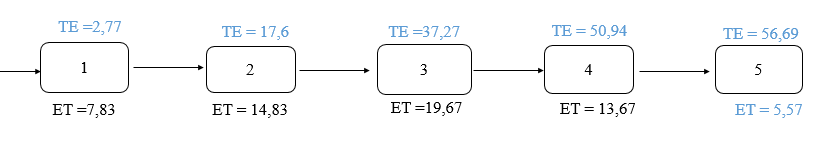 TE =2,77
TE = 17,6
TE =37,27
TE = 50,94
TE = 56,69
1
2
3
4
5
ET =7,83
ET = 14,83
ET =19,67
ET = 13,67
ET = 5,57